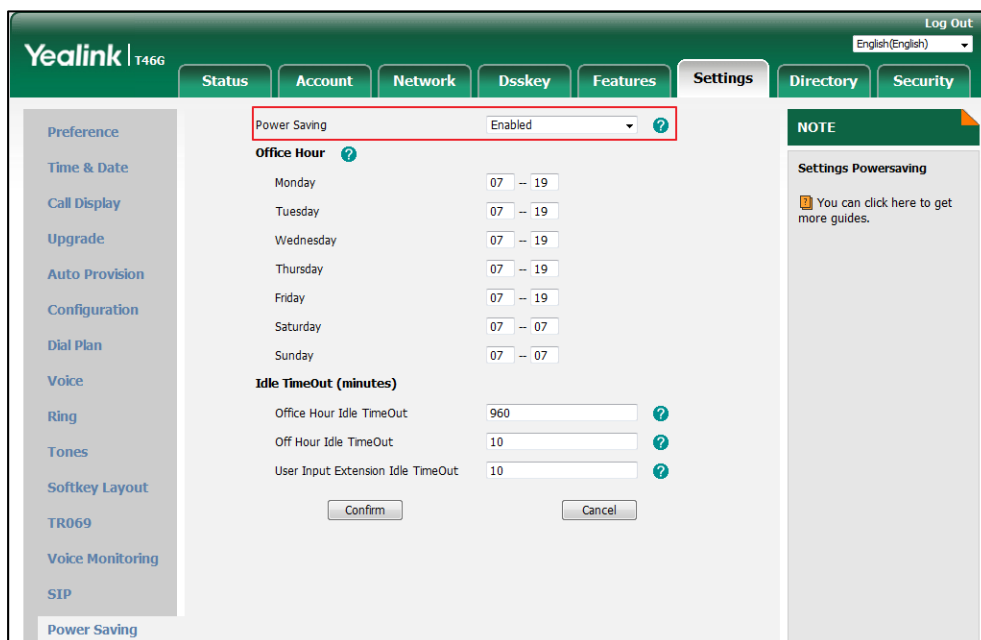 Log Out
Yealink T46G
English(English)
Status Account Network Dsskey Features Settings Directory Security
Preference
Time & Date
Call Display
Upgrade
Auto Provision
Configuration
Dial Plan
Voice
Ring
Tones
Softkey Layout
TR069
Voice Monitoring
SIP
Power Saving
Power Saving Enabled ?
Office Hour ?
Monday 07 -- 19
Tuesday 07 -- 19
Wednesday 07 -- 19
Thursday 07 -- 19
Friday 07 -- 19
Saturday 07 -- 07
Sunday 07 -- 07
Idle TimeOut (minutes)
Office Hour Idle TimeOut 960 ?
Off Hour Idle TimeOut 10 ?
User Input Extension Idle TimeOut 10 ?
Confirm Cancel
NOTE
Settings Powersaving
? You can click here to get
more guides.